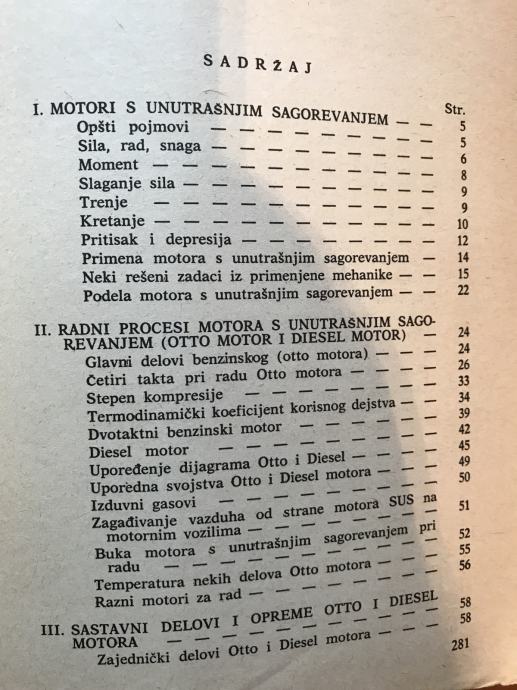 SADRŽAJ
Str.
I. MOTORI S UNUTRAŠNJIM SAGOREVANJEM — — 5
Opšti pojmovi — — — — — — — — 5
Sila, rad, snaga — — — — — — — — 6
Moment — — — — — — — — — 8
Slaganje sila — — — — — — — — 9
Trenje — — — — — — — — — 9
Kretanje — — — — — — — — — 10
Pritisak i depresija — — — — — — — 12
Primena motora s unutrašnjim sagorevanjem — 14
Neki rešeni zadaci iz primenjene mehanike — — 15
Podela motora s unutrašnjim sagorevanjem — — 22
II. RADNI PROCESI MOTORA S UNUTRAŠNJIM SAGO-
REVANJEM (OTTO MOTOR I DIESEL MOTOR) — 24
Glavni delovi benzinskog (otto motora) — — — 24
Četiri takta pri radu Otto motora — — — — 26
Stepen kompresije — — — — — — — 33
Termodinamički koeficijent korisnog dejstva — — 34
Dvotaktni benzinski motor — — — — — 39
Diesel motor — — — — — — — — 42
Upoređenje dijagrama Otto i Diesel — — — — 45
Uporedna svojstva Otto i Diesel motora — — — 49
Izduvni gasovi — — — — — — — — 50
Zagađivanje vazduha od strane motora SUS na
motornim vozilima — — — — — — — 51
Buka motora s unutrašnjim sagorevanjem pri
radu — — — — — — — — — 52
Temperatura nekih delova Otto motora — — — 55
Razni motori za rad — — — — — — — 56
III. SASTAVNI DELOVI I OPREME OTTO I DIESEL 58
MOTORA — — — — — — — — — 58
Zajednički delovi Otto i Diesel motora — — — 281